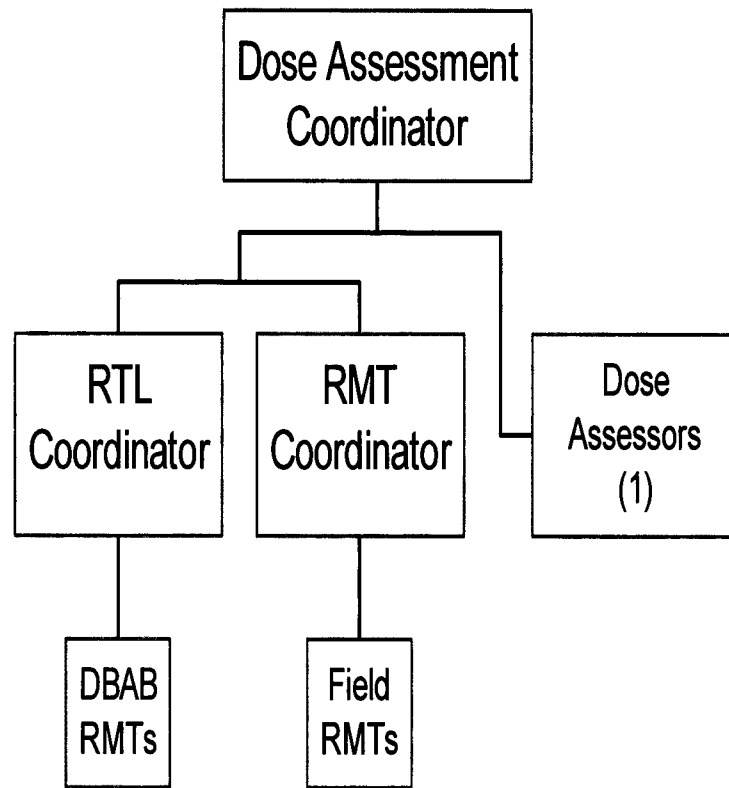 Dose Assessment
Coordinator
RTL
Coordinator
RMT
Coordinator
Dose
Assessors
(1)
DBAB
RMTs
Field
RMTs